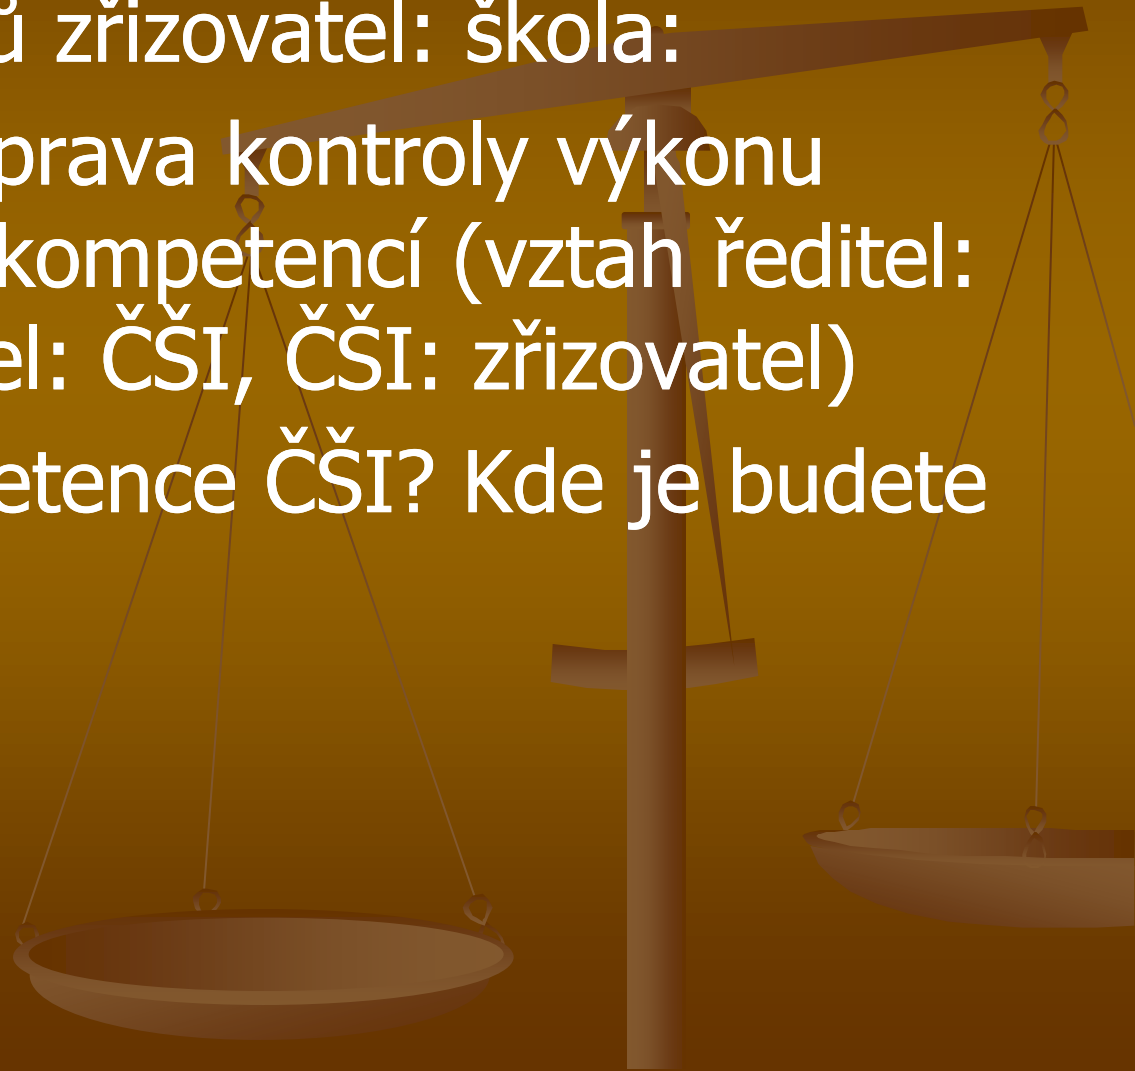 ů zřizovatel: škola:
prava kontroly výkonu
kompetencí (vztah ředitel:
el: ČŠI, ČŠI: zřizovatel)
etence ČŠI? Kde je budete